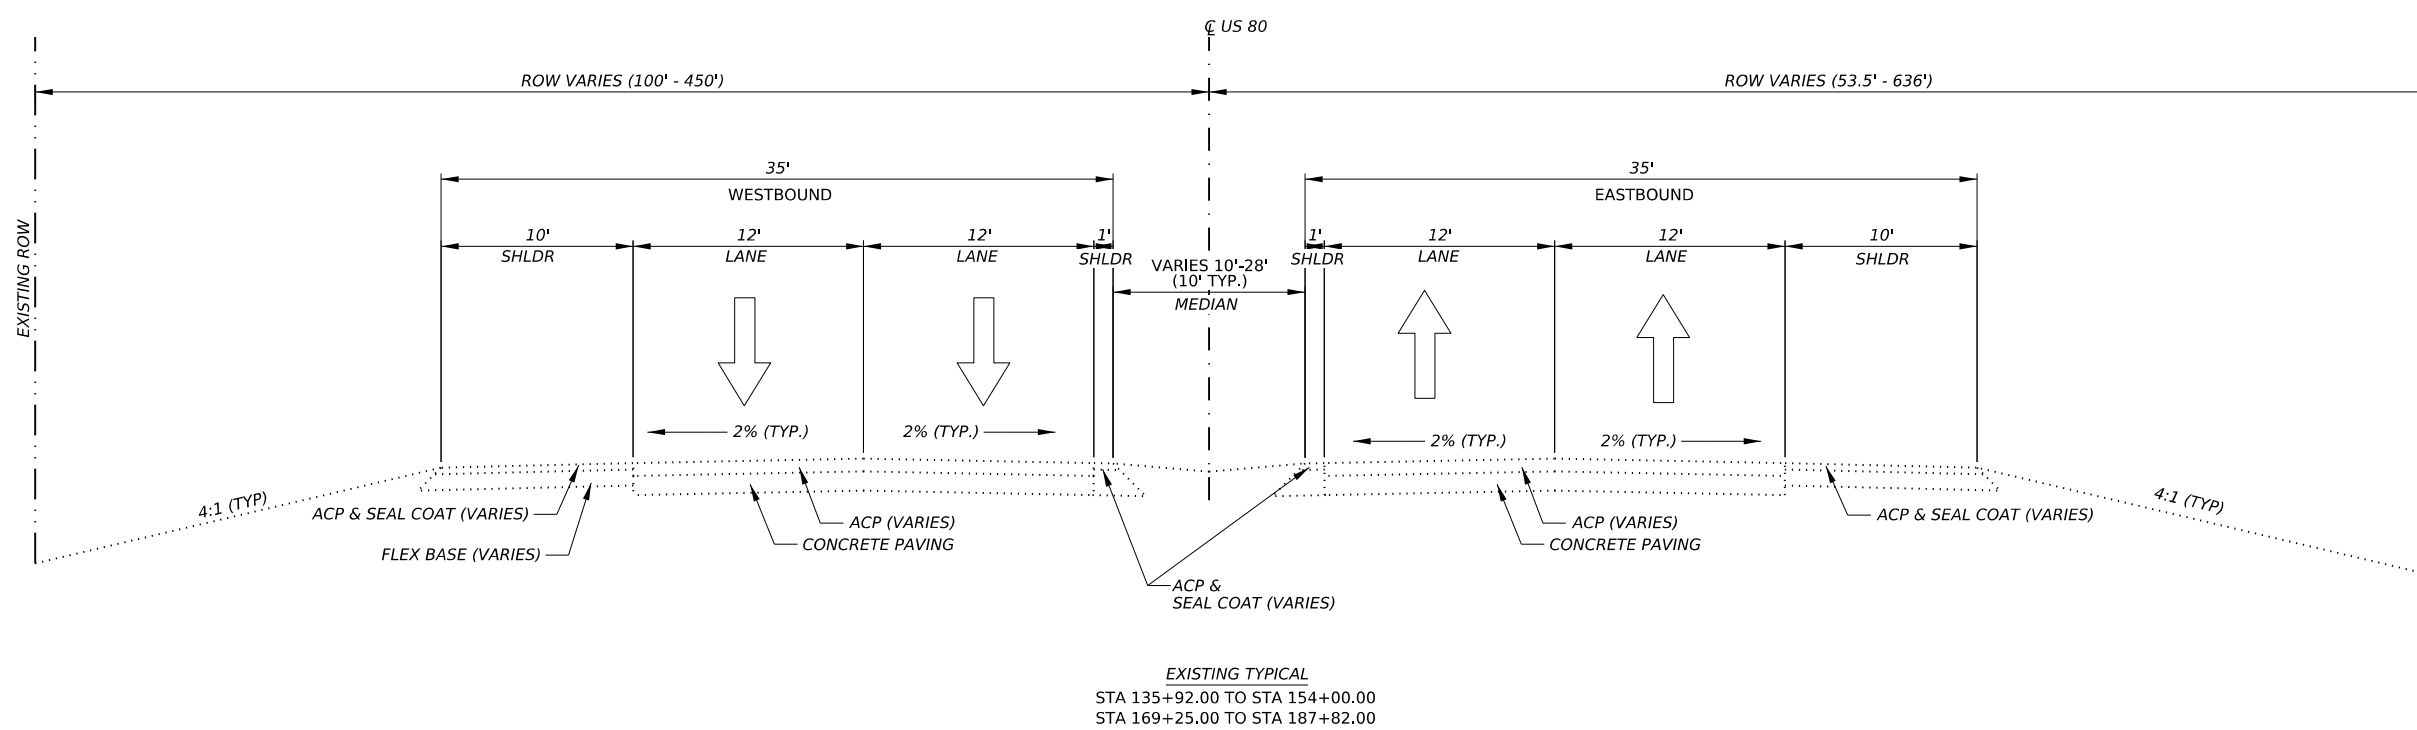 ℄ US 80
ROW VARIES (100' - 450')
ROW VARIES (53.5' - 636')
35'
WESTBOUND
35'
EASTBOUND
EXISTING ROW
10'
SHLDR
12'
LANE
12'
LANE
1'
SHLDR
VARIES 10'-28'
(10' TYP.)
MEDIAN
1'
SHLDR
12'
LANE
12'
LANE
10'
SHLDR
2% (TYP.)
2% (TYP.)
2% (TYP.)
2% (TYP.)
4:1 (TYP)
4:1 (TYP)
ACP & SEAL COAT (VARIES)
FLEX BASE (VARIES)
ACP (VARIES)
CONCRETE PAVING
ACP &
SEAL COAT (VARIES)
ACP (VARIES)
CONCRETE PAVING
ACP & SEAL COAT (VARIES)
EXISTING TYPICAL
STA 135+92.00 TO STA 154+00.00
STA 169+25.00 TO STA 187+82.00